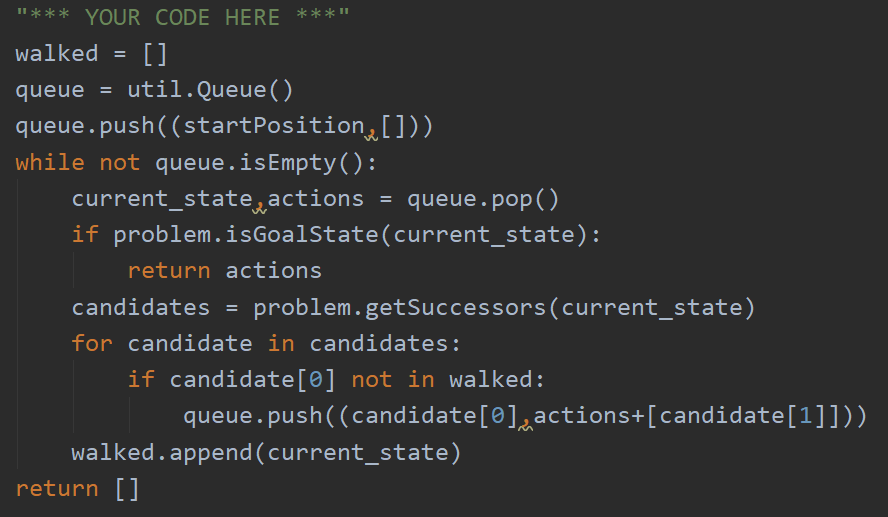 "*** YOUR CODE HERE ***"
walked = []
queue = util.Queue()
queue.push((startPosition,[]))
while not queue.isEmpty():
    current_state,actions = queue.pop()
    if problem.isGoalState(current_state):
        return actions
    candidates = problem.getSuccessors(current_state)
    for candidate in candidates:
        if candidate[0] not in walked:
            queue.push((candidate[0],actions+[candidate[1]]))
    walked.append(current_state)
return []